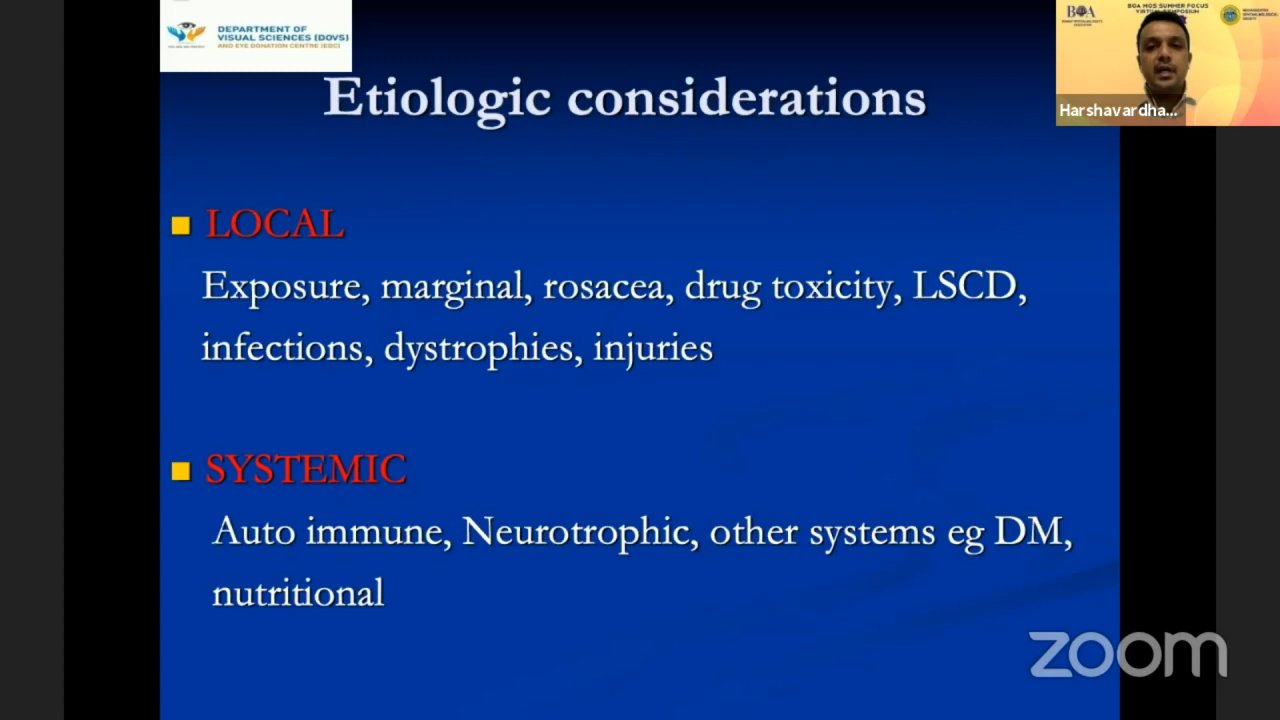 DEPARTMENT OF
VISUAL SCIENCES (DOVS)
AND EYE DONATION CENTRE (EDC)
BOA MOS SUMMER FOCUS
VIRTUAL SYMPOSIUM
BOA
Harshavardha...
Etiologic considerations
LOCAL
Exposure, marginal, rosacea, drug toxicity, LSCD,
infections, dystrophies, injuries
SYSTEMIC
Auto immune, Neurotrophic, other systems eg DM,
nutritional
zoom